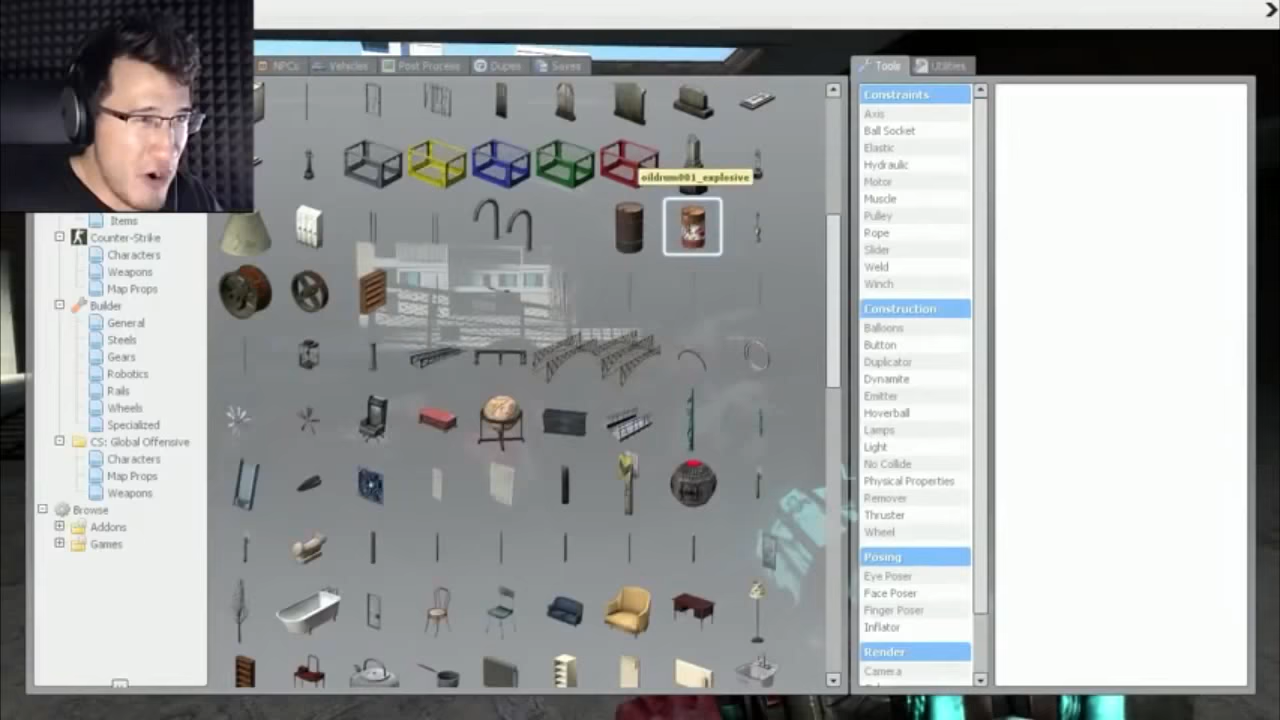 NPCs
Vehicles
Post Process
Dupes
Saves
Tools
Utilities
oildrum001_explosive
Items
Counter-Strike
Characters
Weapons
Map Props
Builder
General
Steels
Gears
Robotics
Rails
Wheels
Specialized
CS: Global Offensive
Characters
Map Props
Weapons
Browse
Addons
Games
Constraints
Axis
Ball Socket
Elastic
Hydraulic
Motor
Muscle
Pulley
Rope
Slider
Weld
Winch
Construction
Balloons
Button
Duplicator
Dynamite
Emitter
Hoverball
Lamps
Light
No Collide
Physical Properties
Remover
Thruster
Wheel
Posing
Eye Poser
Face Poser
Finger Poser
Inflator
Render
Camera